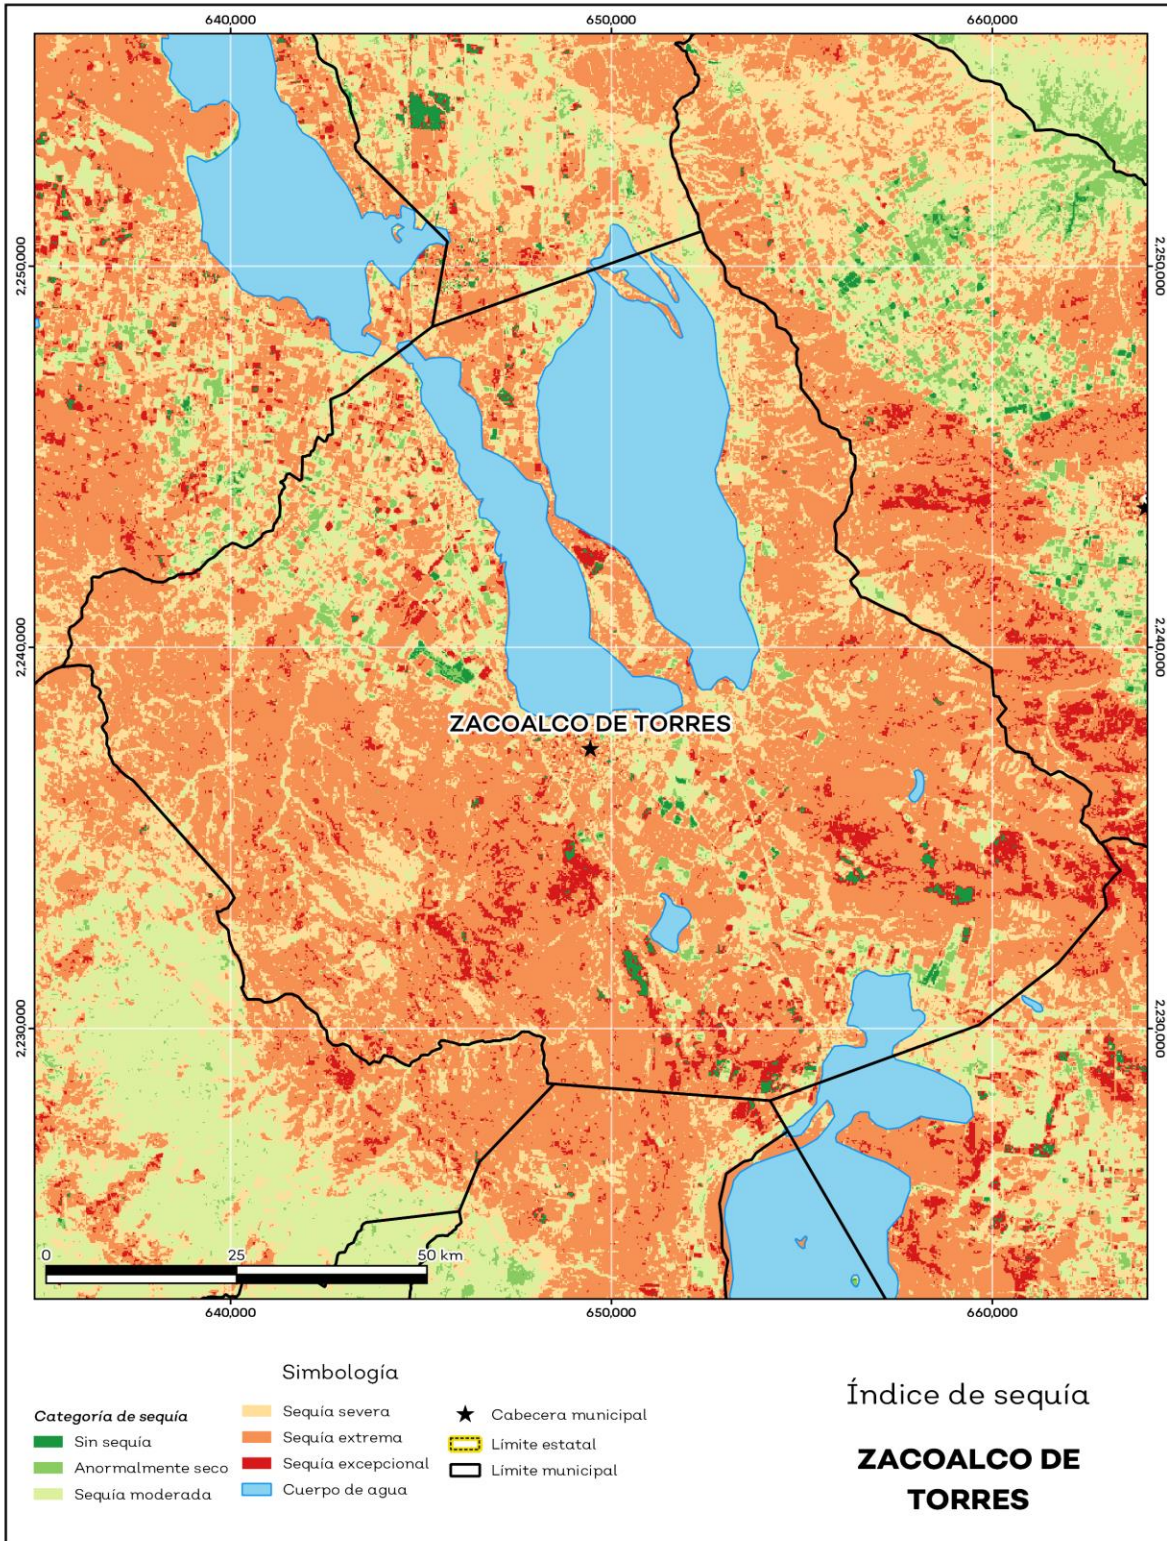 640,000
650,000
660,000
2,250,000
2,250,000
2,240,000
2,240,000
ZACOALCO DE TORRES
2,230,000
2,230,000
0
25
50 km
640,000
650,000
660,000
Simbología
Categoría de sequía
Sin sequía
Anormalmente seco
Sequía moderada
Sequía severa
Sequía extrema
Sequía excepcional
Cuerpo de agua
Cabecera municipal
Límite estatal
Límite municipal
Índice de sequía
ZACOALCO DE
TORRES